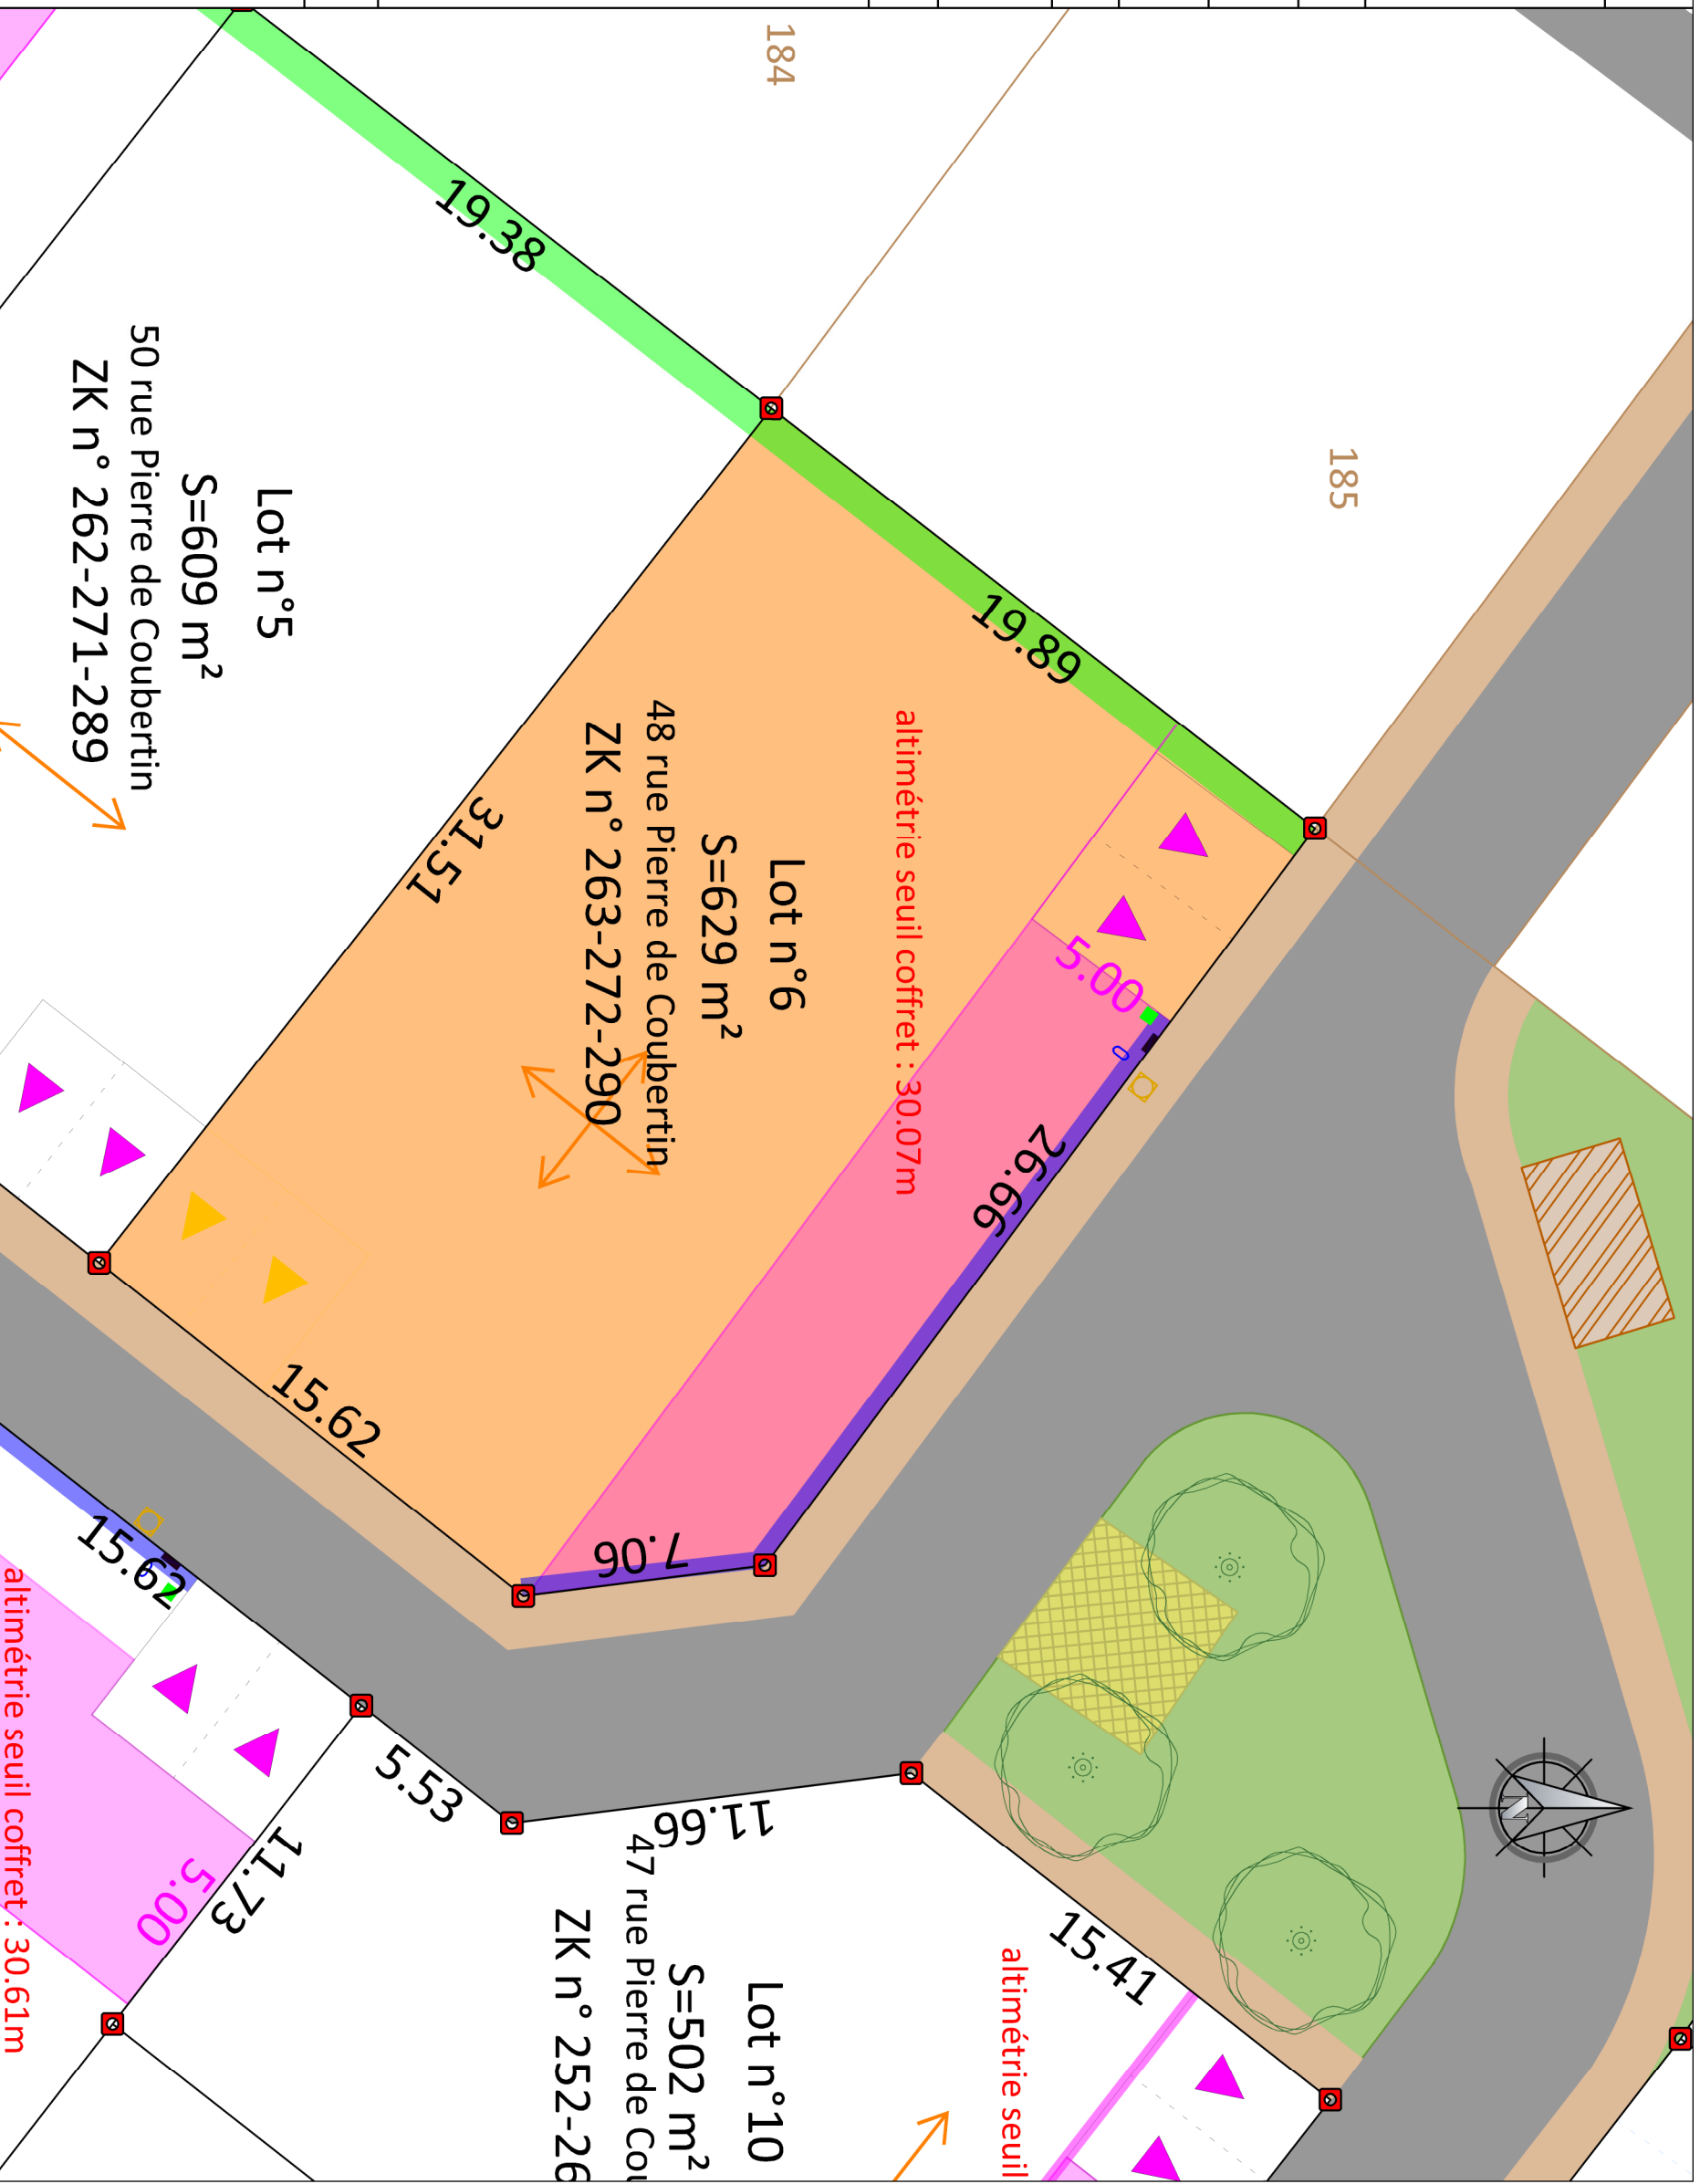 184
185
19.38
19.89
Lot n°5
S=609 m²
50 rue Pierre de Coubertin
ZK n° 262-271-289
31.51
altimétrie seuil coffret : 30.07m
Lot n°6
S=629 m²
48 rue Pierre de Coubertin
ZK n° 263-272-290
5.00
26.66
15.62
7.06
15.62
5.53
11.66
11.73
5.00
altimétrie seuil coffret : 30.61m
15.41
altimétrie seuil
Lot n°10
S=502 m²
47 rue Pierre de Cou
ZK n° 252-26
N